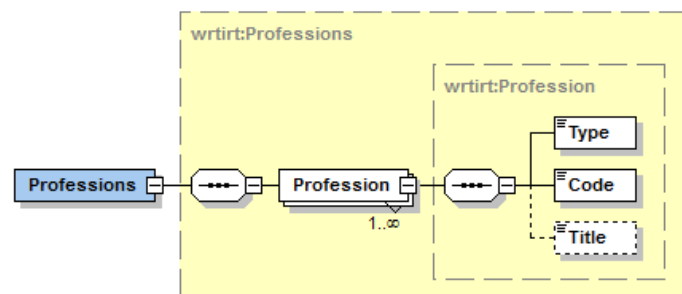 wrtirt:Professions
wrtirt:Profession
Type
Professions
Profession
Code
1..∞
Title